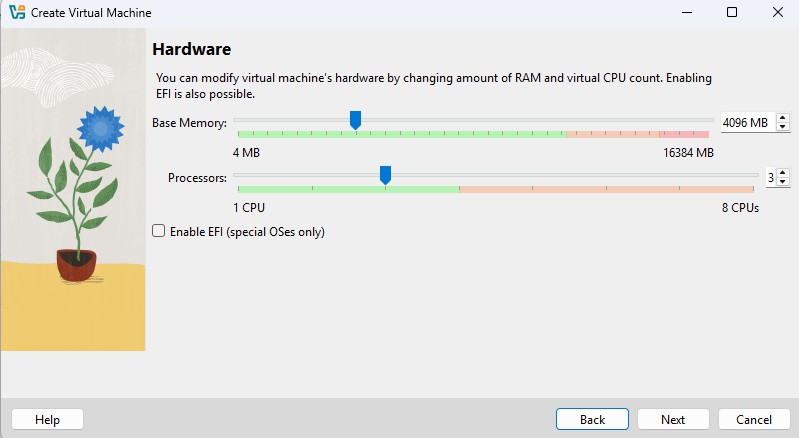 Create Virtual Machine
Hardware
You can modify virtual machine's hardware by changing amount of RAM and virtual CPU count. Enabling
EFI is also possible.
Base Memory: 4096 MB
4 MB 16384 MB
Processors: 3
1 CPU 8 CPUs
Enable EFI (special OSes only)
Help Back Next Cancel